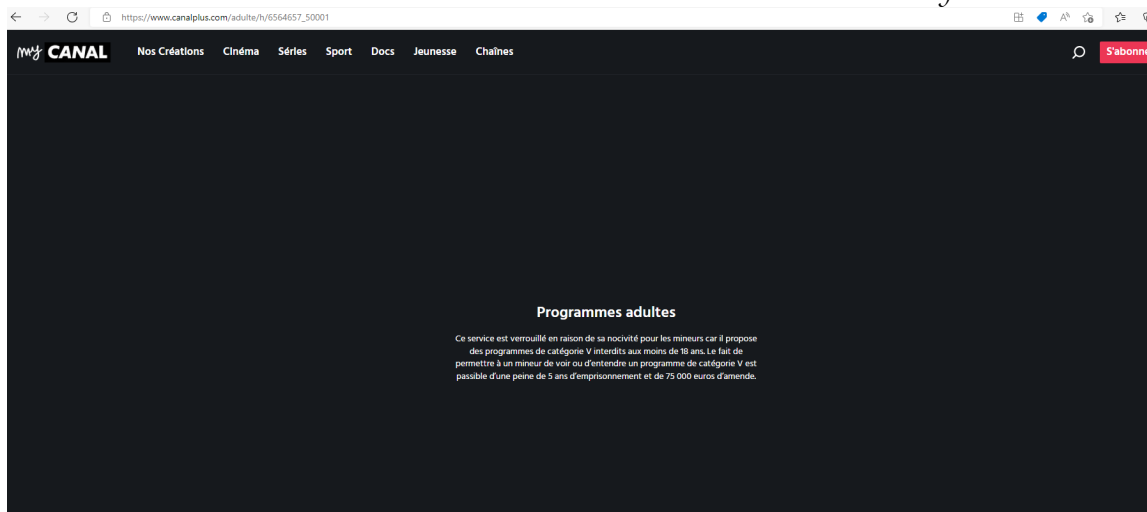 https://www.canalplus.com/adulte/h/6564657_50001
my CANAL Nos Créations Cinéma Séries Sport Docs Jeunesse Chaînes
Programmes adultes
Ce service est verrouillé en raison de sa nocivité pour les mineurs car il propose
des programmes de catégorie V interdits aux moins de 18 ans. Le fait de
permettre à un mineur de voir ou d'entendre un programme de catégorie V est
passible d'une peine de 5 ans d'emprisonnement et de 75 000 euros d'amende.